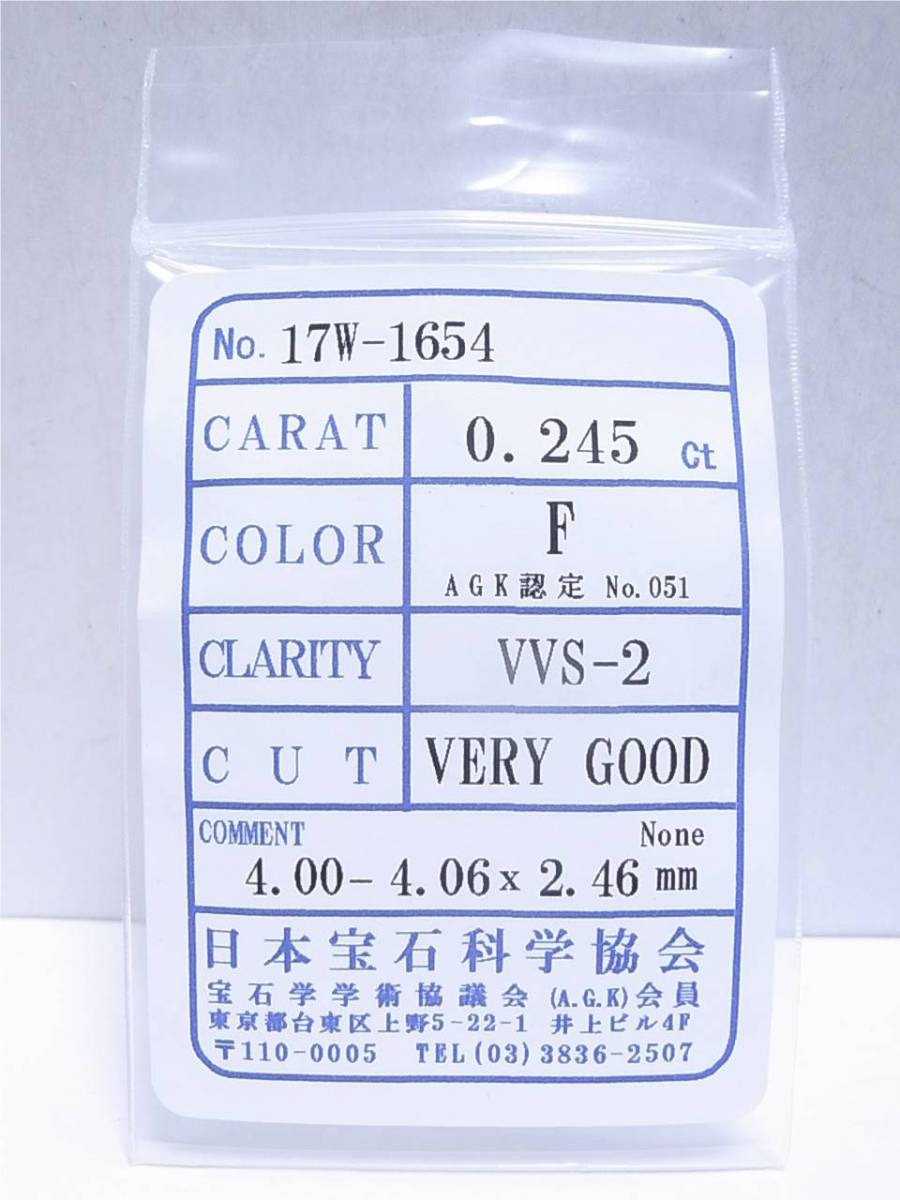 No. 17W-1654
CARAT 0.245 Ct
COLOR F
AGK認定 No.051
CLARITY VVS-2
CUT VERY GOOD
COMMENT None
4.00-4.06x2.46 mm
日本宝石科学協会
宝石学学術協議会 (A.G.K)会員
東京都台東区上野5-22-1 井上ビル4F
〒110-0005 TEL(03)3836-2507